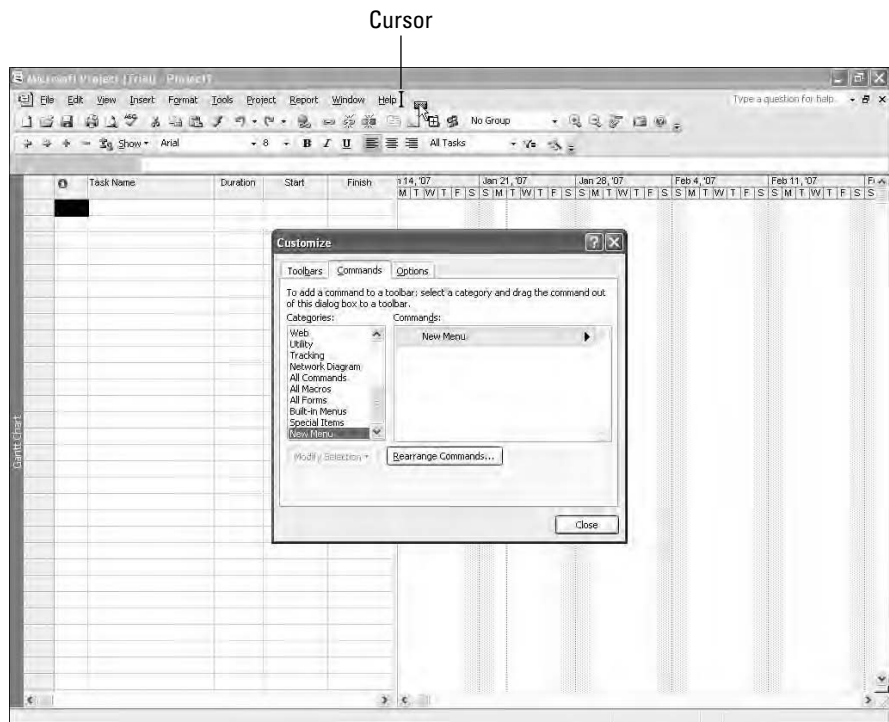 Cursor
Microsoft Project (Trial) - Project1
File Edit View Insert Format Tools Project Report Window Help
Type a question for help
No Group
Show Arial 8 B I U All Tasks
Task Name Duration Start Finish
14, '07 Jan 21, '07 Jan 28, '07 Feb 4, '07 Feb 11, '07
M T W T F S S M T W T F S S M T W T F S S M T W T F S S M T W T F S S
Customize
Toolbars Commands Options
To add a command to a toolbar: select a category and drag the command out
of this dialog box to a toolbar.
Categories: Commands:
Web
Utility
Tracking
Network Diagram
All Commands
All Macros
All Forms
Built-in Menus
Special Items
New Menu
New Menu
Modify Selection Rearrange Commands...
Close
Gantt Chart